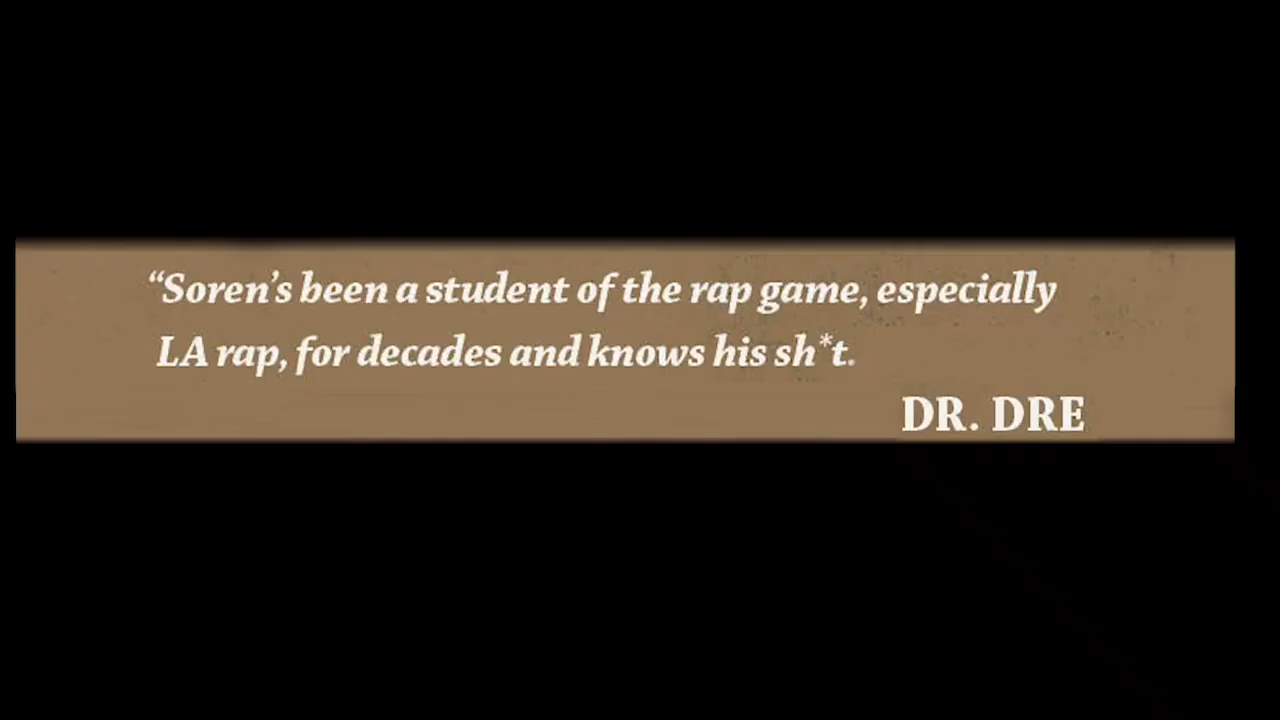 “Soren’s been a student of the rap game, especially
LA rap, for decades and knows his sh*t.
DR. DRE